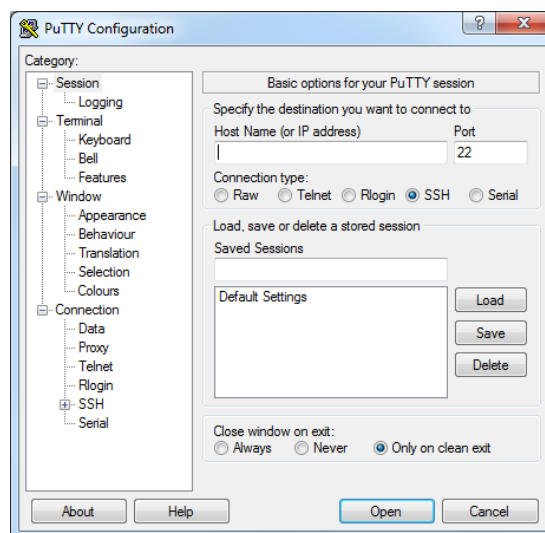 PuTTY Configuration
Category:
Session
Logging
Terminal
Keyboard
Bell
Features
Window
Appearance
Behaviour
Translation
Selection
Colours
Connection
Data
Proxy
Telnet
Rlogin
SSH
Serial
Basic options for your PuTTY session
Specify the destination you want to connect to
Host Name (or IP address) Port
22
Connection type:
Raw Telnet Rlogin SSH Serial
Load, save or delete a stored session
Saved Sessions
Default Settings
Load
Save
Delete
Close window on exit:
Always Never Only on clean exit
About Help Open Cancel